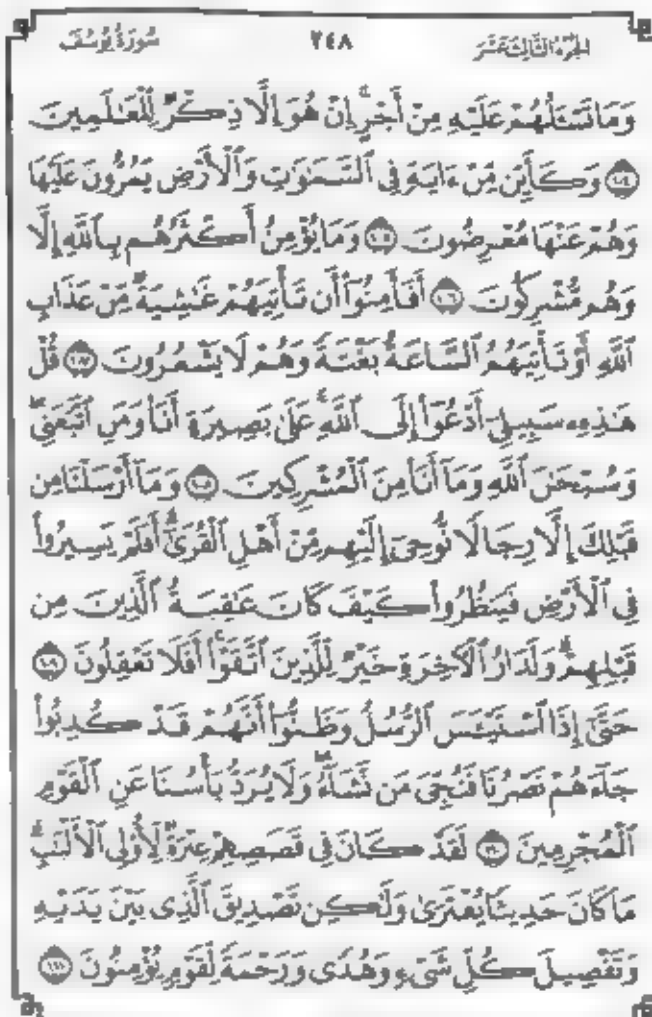 الجزء الثالث عشر ٢٤٨ سورة يوسف
وَمَا تَسْـَٔلُهُمْ عَلَيْهِ مِنْ أَجْرٍ ۚ إِنْ هُوَ إِلَّا ذِكْرٌ لِّلْعَـٰلَمِينَ
١٠٤ وَكَأَيِّن مِّنْ ءَايَةٍ فِى ٱلسَّمَـٰوَٰتِ وَٱلْأَرْضِ يَمُرُّونَ عَلَيْهَا
وَهُمْ عَنْهَا مُعْرِضُونَ ١٠٥ وَمَا يُؤْمِنُ أَكْثَرُهُم بِٱللَّهِ إِلَّا
وَهُم مُّشْرِكُونَ ١٠٦ أَفَأَمِنُوٓا۟ أَن تَأْتِيَهُمْ غَـٰشِيَةٌ مِّنْ عَذَابِ
ٱللَّهِ أَوْ تَأْتِيَهُمُ ٱلسَّاعَةُ بَغْتَةً وَهُمْ لَا يَشْعُرُونَ ١٠٧ قُلْ
هَـٰذِهِۦ سَبِيلِىٓ أَدْعُوٓا۟ إِلَى ٱللَّهِ ۚ عَلَىٰ بَصِيرَةٍ أَنَا۠ وَمَنِ ٱتَّبَعَنِى ۖ
وَسُبْحَـٰنَ ٱللَّهِ وَمَآ أَنَا۠ مِنَ ٱلْمُشْرِكِينَ ١٠٨ وَمَآ أَرْسَلْنَا مِن
قَبْلِكَ إِلَّا رِجَالًا نُّوحِىٓ إِلَيْهِم مِّنْ أَهْلِ ٱلْقُرَىٰٓ ۗ أَفَلَمْ يَسِيرُوا۟
فِى ٱلْأَرْضِ فَيَنظُرُوا۟ كَيْفَ كَانَ عَـٰقِبَةُ ٱلَّذِينَ مِن
قَبْلِهِمْ ۗ وَلَدَارُ ٱلْـَٔاخِرَةِ خَيْرٌ لِّلَّذِينَ ٱتَّقَوْا۟ ۗ أَفَلَا تَعْقِلُونَ ١٠٩
حَتَّىٰٓ إِذَا ٱسْتَيْـَٔسَ ٱلرُّسُلُ وَظَنُّوٓا۟ أَنَّهُمْ قَدْ كُذِبُوا۟
جَآءَهُمْ نَصْرُنَا فَنُجِّىَ مَن نَّشَآءُ ۖ وَلَا يُرَدُّ بَأْسُنَا عَنِ ٱلْقَوْمِ
ٱلْمُجْرِمِينَ ١١٠ لَقَدْ كَانَ فِى قَصَصِهِمْ عِبْرَةٌ لِّأُو۟لِى ٱلْأَلْبَـٰبِ ۗ
مَا كَانَ حَدِيثًا يُفْتَرَىٰ وَلَـٰكِن تَصْدِيقَ ٱلَّذِى بَيْنَ يَدَيْهِ
وَتَفْصِيلَ كُلِّ شَىْءٍ وَهُدًى وَرَحْمَةً لِّقَوْمٍ يُؤْمِنُونَ ١١١